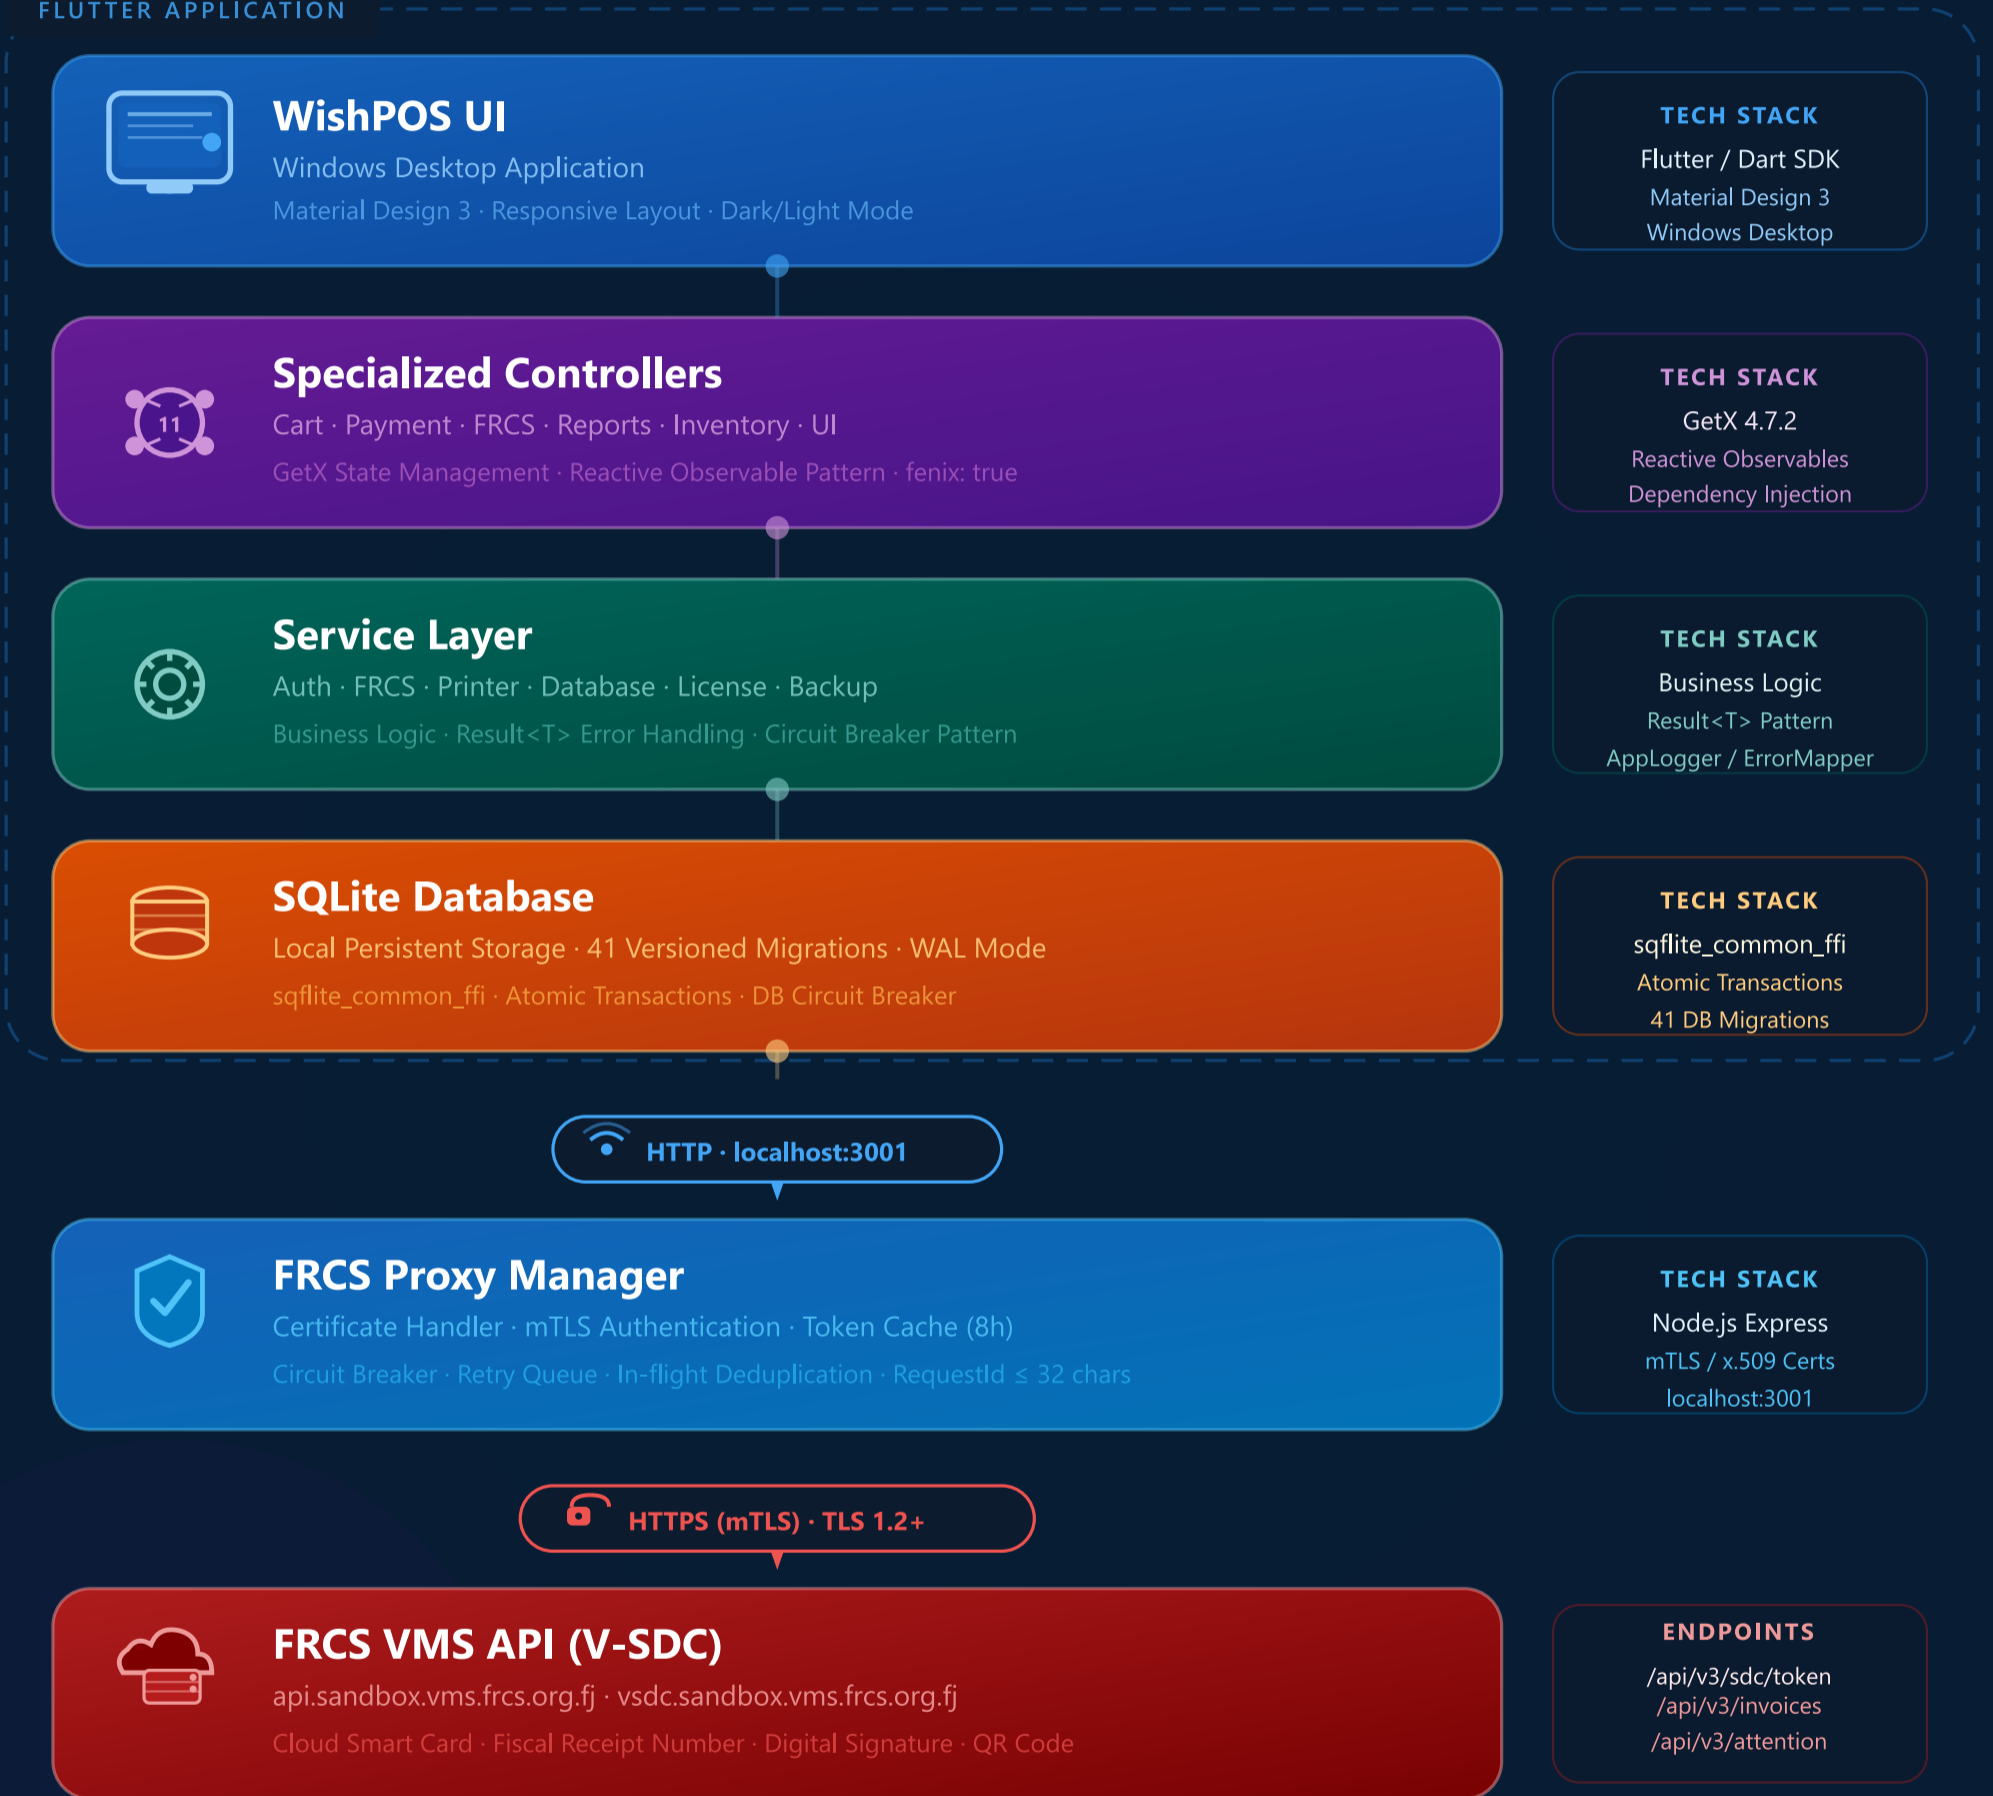 FLUTTER APPLICATION
WishPOS UI
Windows Desktop Application
Material Design 3 · Responsive Layout · Dark/Light Mode
TECH STACK
Flutter / Dart SDK
Material Design 3
Windows Desktop
Specialized Controllers
Cart · Payment · FRCS · Reports · Inventory · UI
GetX State Management · Reactive Observable Pattern · fenix: true
11
TECH STACK
GetX 4.7.2
Reactive Observables
Dependency Injection
Service Layer
Auth · FRCS · Printer · Database · License · Backup
Business Logic · Result<T> Error Handling · Circuit Breaker Pattern
TECH STACK
Business Logic
Result<T> Pattern
AppLogger / ErrorMapper
SQLite Database
Local Persistent Storage · 41 Versioned Migrations · WAL Mode
sqflite_common_ffi · Atomic Transactions · DB Circuit Breaker
TECH STACK
sqflite_common_ffi
Atomic Transactions
41 DB Migrations
HTTP · localhost:3001
FRCS Proxy Manager
Certificate Handler · mTLS Authentication · Token Cache (8h)
Circuit Breaker · Retry Queue · In-flight Deduplication · RequestId ≤ 32 chars
TECH STACK
Node.js Express
mTLS / x.509 Certs
localhost:3001
HTTPS (mTLS) · TLS 1.2+
FRCS VMS API (V-SDC)
api.sandbox.vms.frcs.org.fj · vsdc.sandbox.vms.frcs.org.fj
Cloud Smart Card · Fiscal Receipt Number · Digital Signature · QR Code
ENDPOINTS
/api/v3/sdc/token
/api/v3/invoices
/api/v3/attention